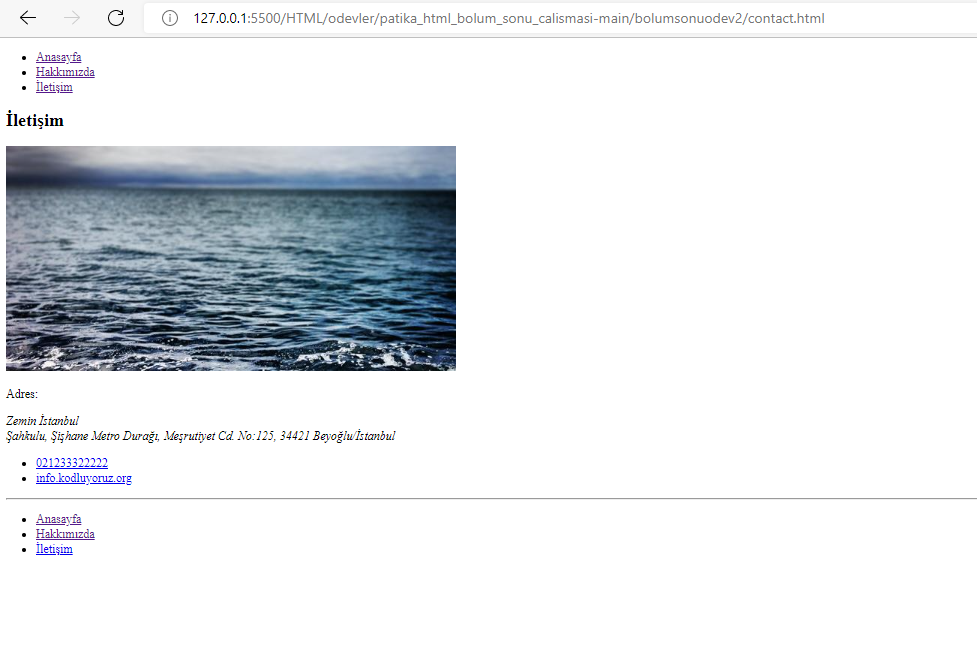 127.0.0.1:5500/HTML/odevler/patika_html_bolum_sonu_calismasi-main/bolumsonuodev2/contact.html
Anasayfa
Hakkımızda
İletişim
İletişim
Adres:
Zemin İstanbul
Şahkulu, Şişhane Metro Durağı, Meşrutiyet Cd. No:125, 34421 Beyoğlu/İstanbul
021233322222
info.kodluyoruz.org
Anasayfa
Hakkımızda
İletişim